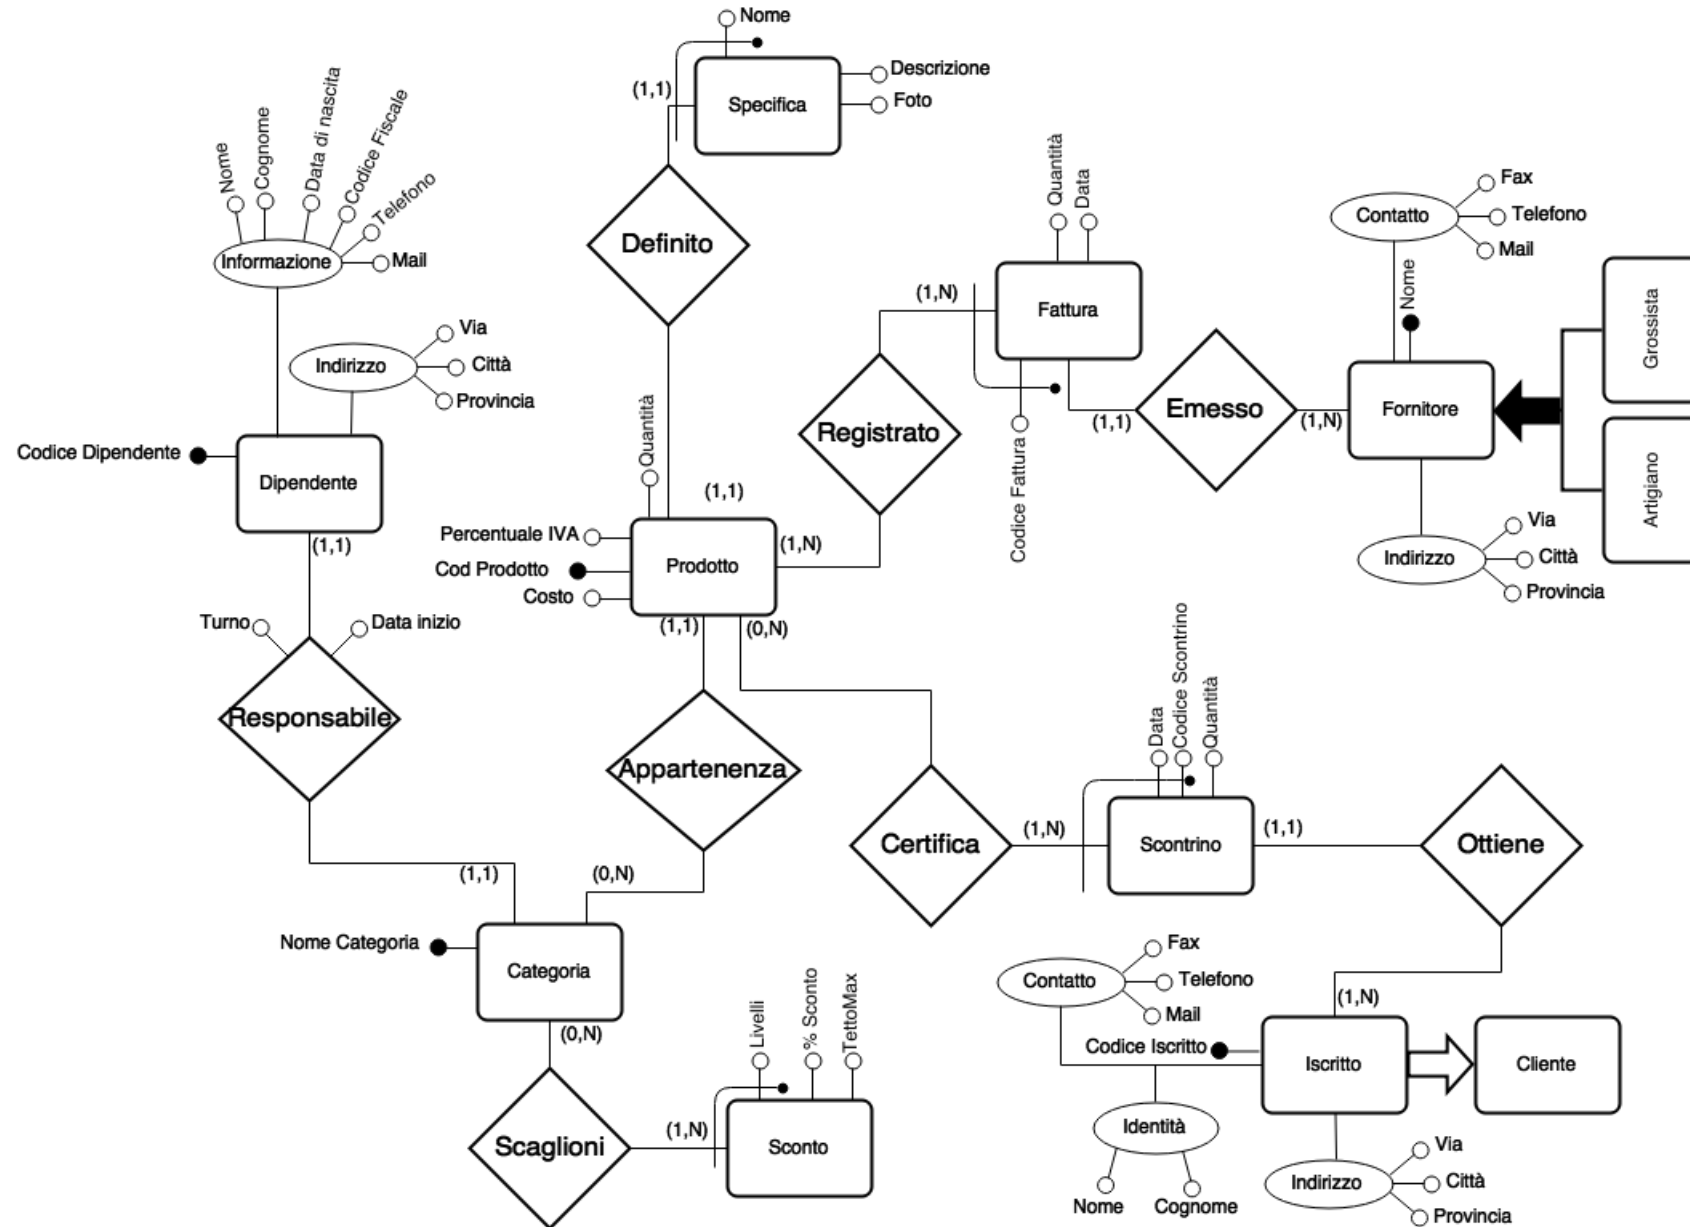 Nome
Descrizione
Foto
(1,1)
Specifica
Definito
Nome
Cognome
Data di nascita
Codice Fiscale
Telefono
Mail
Informazione
Via
Indirizzo
Città
Provincia
Codice Dipendente
Dipendente
(1,1)
Turno
Data inizio
Responsabile
(1,1)
Quantità
(1,1)
Percentuale IVA
Cod Prodotto
Costo
Prodotto
(1,N)
(1,1)
(0,N)
Registrato
(1,N)
Quantità
Data
Fattura
Codice Fattura
(1,1)
Emesso
(1,N)
Fornitore
Nome
Contatto
Fax
Telefono
Mail
Grossista
Artigiano
Indirizzo
Via
Città
Provincia
Appartenenza
(0,N)
Nome Categoria
Categoria
(0,N)
Scaglioni
(1,N)
Livelli
% Sconto
TettoMax
Sconto
Certifica
(1,N)
Data
Codice Scontrino
Quantità
Scontrino
(1,1)
Ottiene
(1,N)
Contatto
Fax
Telefono
Mail
Codice Iscritto
Iscritto
Cliente
Identità
Nome
Cognome
Indirizzo
Via
Città
Provincia